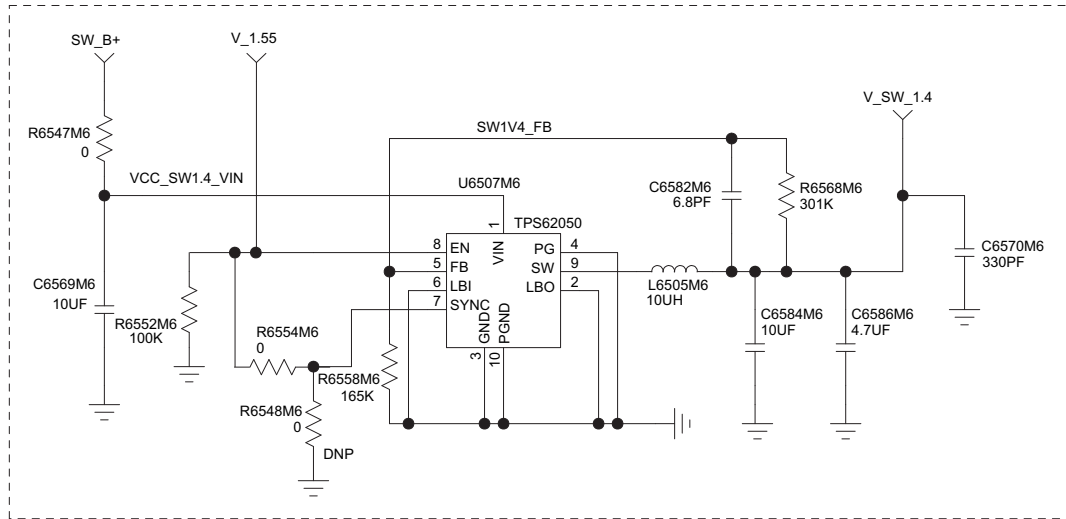 SW_B+
V_1.55
V_SW_1.4
R6547M6
0
SW1V4_FB
VCC_SW1.4_VIN
U6507M6
C6582M6
6.8PF
R6568M6
301K
TPS62050
1
VIN
8
EN
PG
4
5
FB
SW
9
6
LBI
LBO
2
7
SYNC
GNDC
PGND
3
10
C6570M6
330PF
C6569M6
10UF
L6505M6
10UH
R6552M6
100K
R6554M6
0
C6584M6
10UF
C6586M6
4.7UF
R6558M6
165K
R6548M6
0
DNP